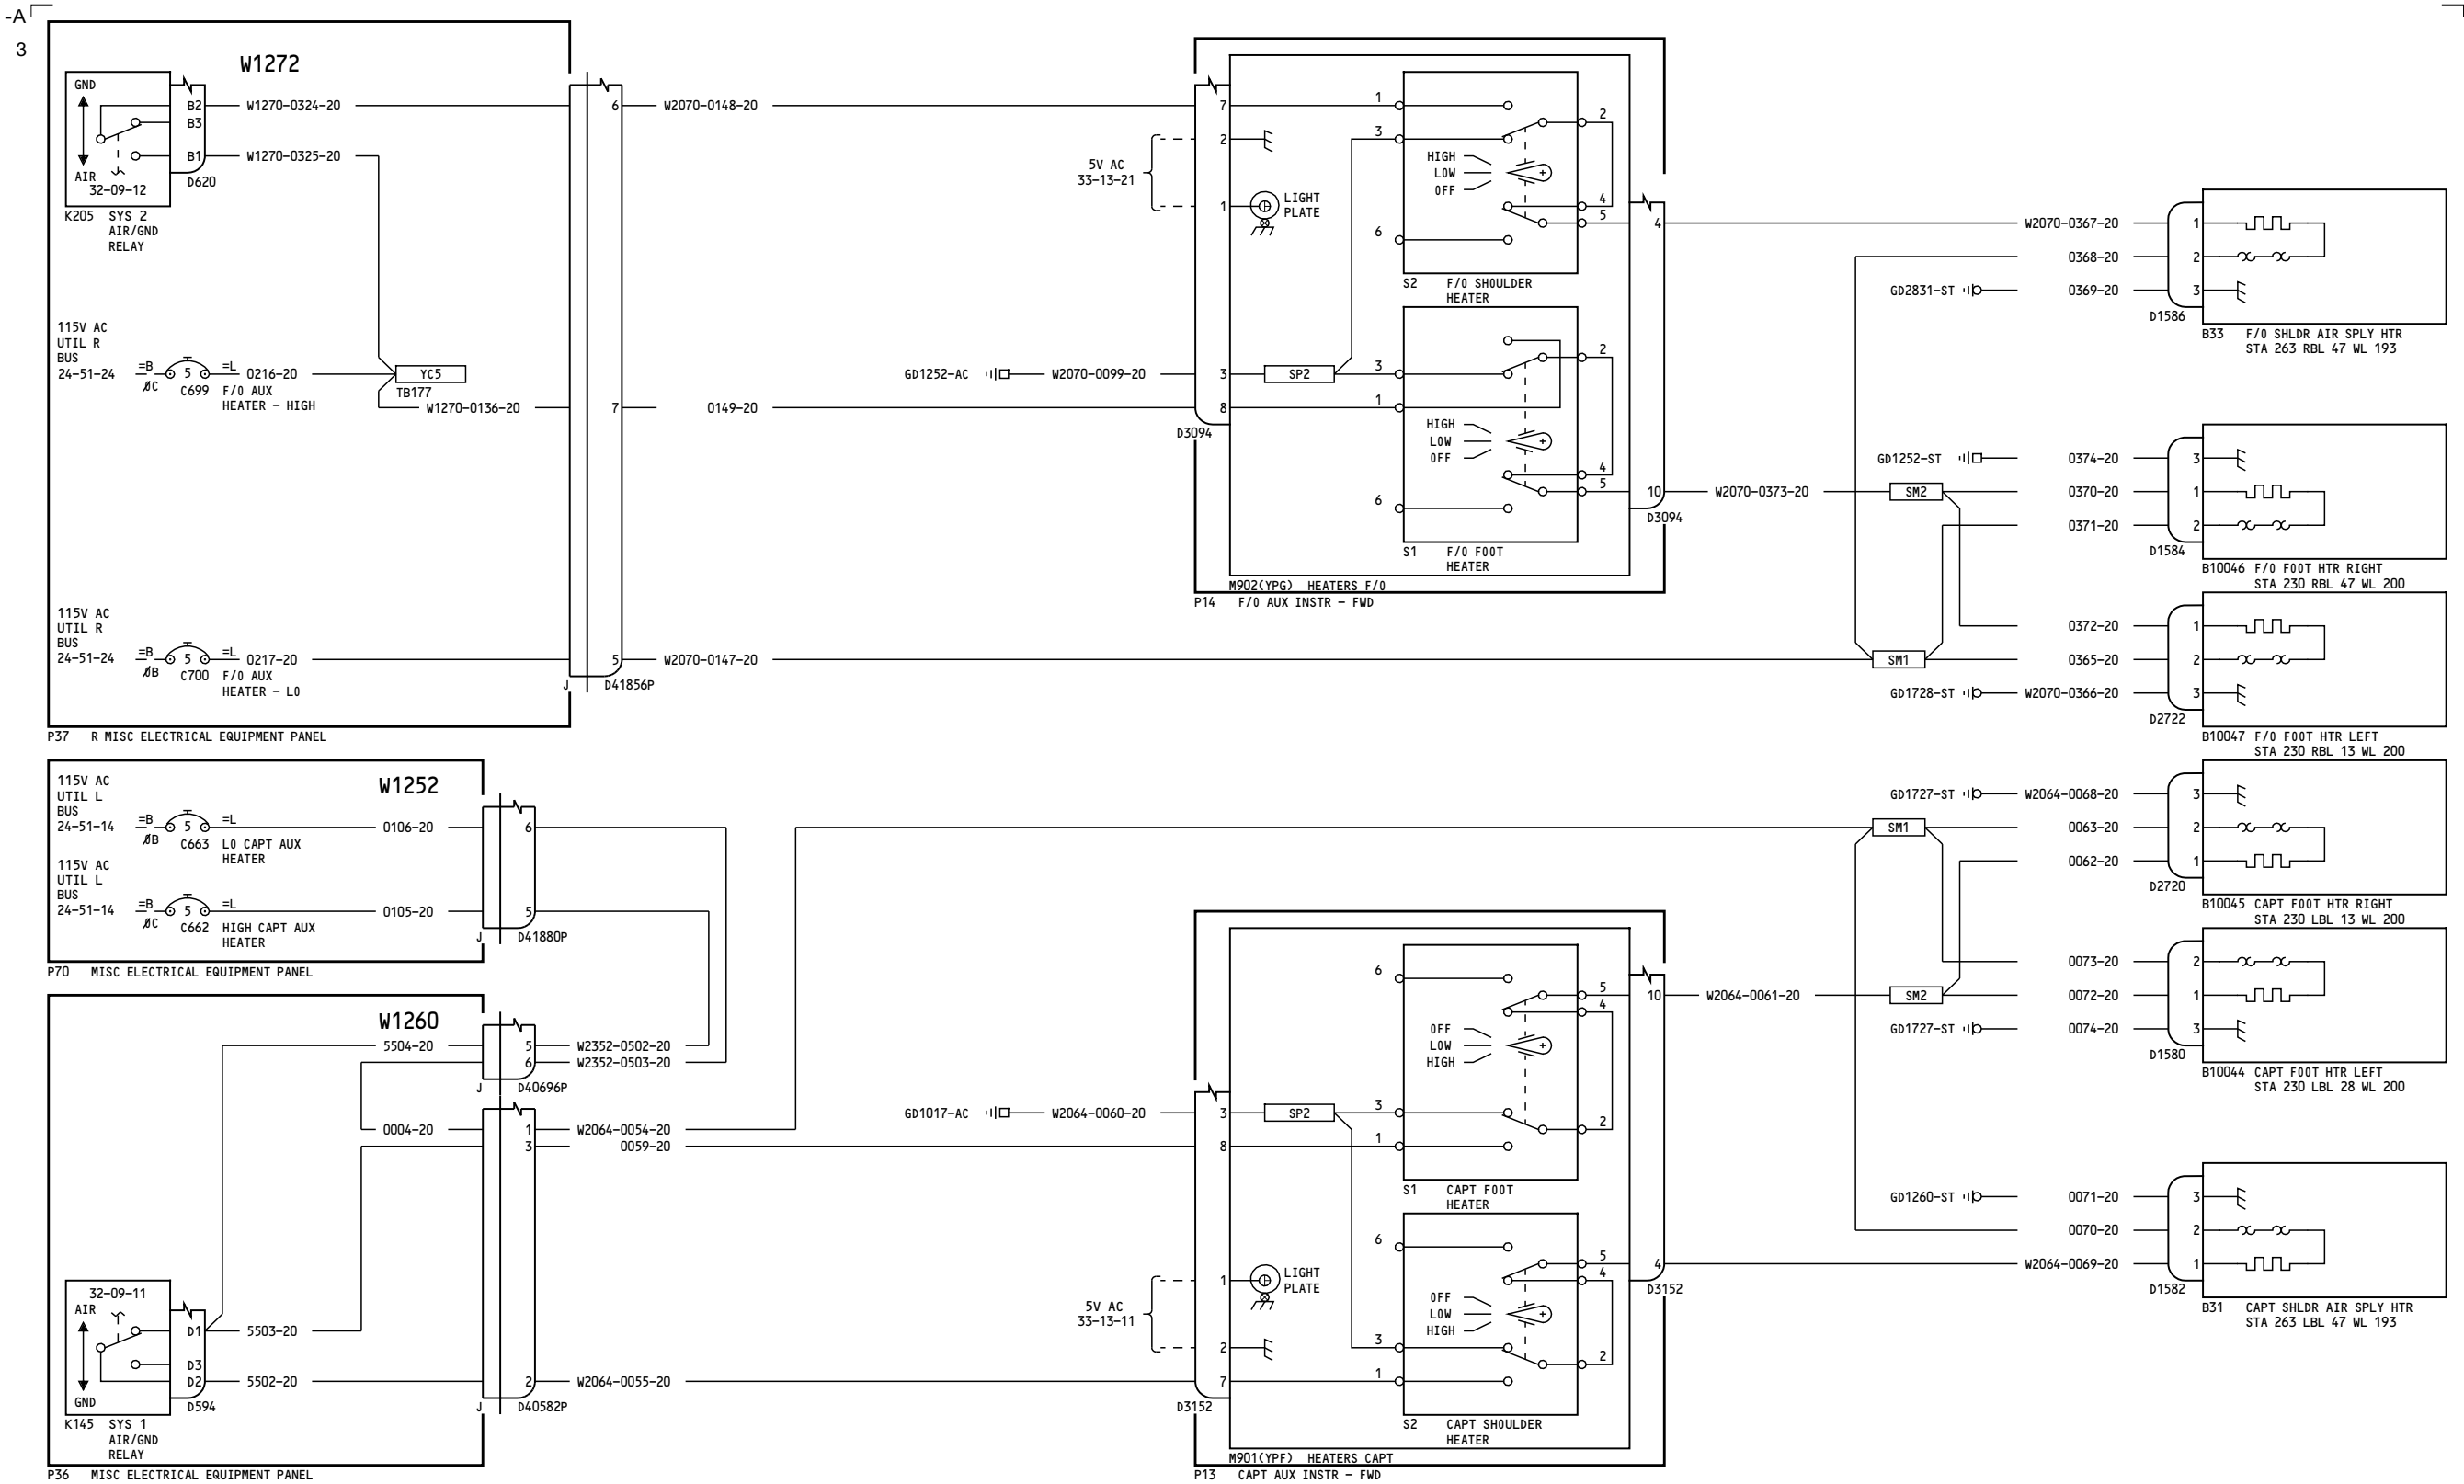 -A
3
W1272
GND
AIR
32-09-12
B2
B3
B1
D620
K205 SYS 2
AIR/GND
RELAY
W1270-0324-20
W1270-0325-20
115V AC
UTIL R
BUS
24-51-24
=B
ØC
5
C699
=L
0216-20
F/O AUX
HEATER - HIGH
YC5
TB177
W1270-0136-20
115V AC
UTIL R
BUS
24-51-24
=B
ØB
5
C700
=L
0217-20
F/O AUX
HEATER - LO
6
7
5
J
D41856P
P37 R MISC ELECTRICAL EQUIPMENT PANEL
W2070-0148-20
0149-20
W2070-0147-20
5V AC
33-13-21
GD1252-AC
W2070-0099-20
7
2
1
3
8
D3094
LIGHT
PLATE
SP2
1
3
6
2
4
5
HIGH
LOW
OFF
S2 F/O SHOULDER
HEATER
3
1
6
2
4
5
HIGH
LOW
OFF
S1 F/O FOOT
HEATER
4
10
D3094
M902(YPG) HEATERS F/O
P14 F/O AUX INSTR - FWD
W2070-0373-20
SM2
SM1
W2070-0367-20
0368-20
GD2831-ST
0369-20
1
2
3
D1586
B33 F/O SHLDR AIR SPLY HTR
STA 263 RBL 47 WL 193
GD1252-ST
0374-20
0370-20
0371-20
3
1
2
D1584
B10046 F/O FOOT HTR RIGHT
STA 230 RBL 47 WL 200
0372-20
0365-20
GD1728-ST
W2070-0366-20
1
2
3
D2722
B10047 F/O FOOT HTR LEFT
STA 230 RBL 13 WL 200
W1252
115V AC
UTIL L
BUS
24-51-14
=B
ØB
5
C663
=L
LO CAPT AUX
HEATER
0106-20
115V AC
UTIL L
BUS
24-51-14
=B
ØC
5
C662
=L
HIGH CAPT AUX
HEATER
0105-20
6
5
J
D41880P
P70 MISC ELECTRICAL EQUIPMENT PANEL
W1260
5504-20
0004-20
5
6
J
D40696P
W2352-0502-20
W2352-0503-20
1
3
2
J
D40582P
W2064-0054-20
0059-20
W2064-0055-20
32-09-11
AIR
GND
D1
D3
D2
D594
5503-20
5502-20
K145 SYS 1
AIR/GND
RELAY
P36 MISC ELECTRICAL EQUIPMENT PANEL
GD1017-AC
W2064-0060-20
5V AC
33-13-11
3
8
1
2
7
D3152
SP2
LIGHT
PLATE
6
3
1
5
4
2
OFF
LOW
HIGH
S1 CAPT FOOT
HEATER
6
3
1
5
4
2
OFF
LOW
HIGH
S2 CAPT SHOULDER
HEATER
10
4
D3152
M901(YPF) HEATERS CAPT
P13 CAPT AUX INSTR - FWD
W2064-0061-20
SM1
SM2
GD1727-ST
W2064-0068-20
0063-20
0062-20
3
2
1
D2720
B10045 CAPT FOOT HTR RIGHT
STA 230 LBL 13 WL 200
0073-20
0072-20
GD1727-ST
0074-20
2
1
3
D1580
B10044 CAPT FOOT HTR LEFT
STA 230 LBL 28 WL 200
GD1260-ST
0071-20
0070-20
W2064-0069-20
3
2
1
D1582
B31 CAPT SHLDR AIR SPLY HTR
STA 263 LBL 47 WL 193